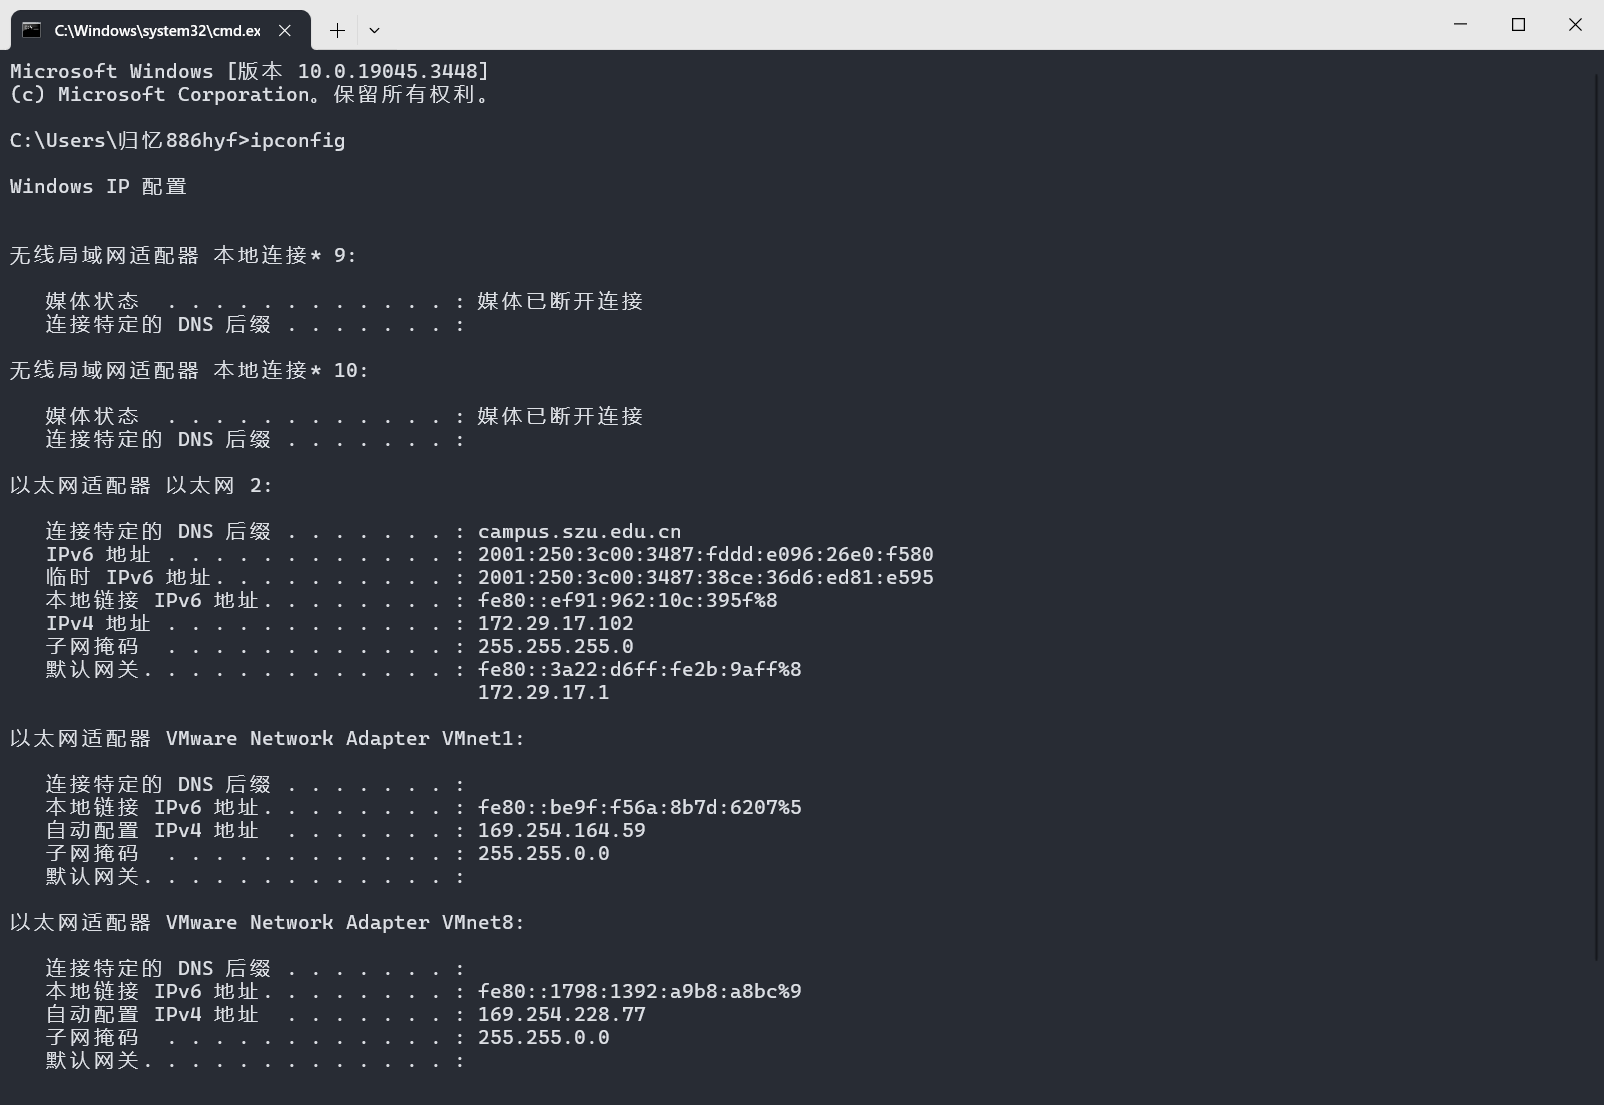 C:\Windows\system32\cmd.ex
Microsoft Windows [版本 10.0.19045.3448]
(c) Microsoft Corporation。保留所有权利。
C:\Users\归忆886hyf>ipconfig
Windows IP 配置
无线局域网适配器 本地连接* 9:
媒体状态  . . . . . . . . . . . . : 媒体已断开连接
连接特定的 DNS 后缀 . . . . . . . :
无线局域网适配器 本地连接* 10:
媒体状态  . . . . . . . . . . . . : 媒体已断开连接
连接特定的 DNS 后缀 . . . . . . . :
以太网适配器 以太网 2:
连接特定的 DNS 后缀 . . . . . . . : campus.szu.edu.cn
IPv6 地址 . . . . . . . . . . . . : 2001:250:3c00:3487:fddd:e096:26e0:f580
临时 IPv6 地址. . . . . . . . . . : 2001:250:3c00:3487:38ce:36d6:ed81:e595
本地链接 IPv6 地址. . . . . . . . : fe80::ef91:962:10c:395f%8
IPv4 地址 . . . . . . . . . . . . : 172.29.17.102
子网掩码  . . . . . . . . . . . . : 255.255.255.0
默认网关. . . . . . . . . . . . . : fe80::3a22:d6ff:fe2b:9aff%8
172.29.17.1
以太网适配器 VMware Network Adapter VMnet1:
连接特定的 DNS 后缀 . . . . . . . :
本地链接 IPv6 地址. . . . . . . . : fe80::be9f:f56a:8b7d:6207%5
自动配置 IPv4 地址  . . . . . . . : 169.254.164.59
子网掩码  . . . . . . . . . . . . : 255.255.0.0
默认网关. . . . . . . . . . . . . :
以太网适配器 VMware Network Adapter VMnet8:
连接特定的 DNS 后缀 . . . . . . . :
本地链接 IPv6 地址. . . . . . . . : fe80::1798:1392:a9b8:a8bc%9
自动配置 IPv4 地址  . . . . . . . : 169.254.228.77
子网掩码  . . . . . . . . . . . . : 255.255.0.0
默认网关. . . . . . . . . . . . . :